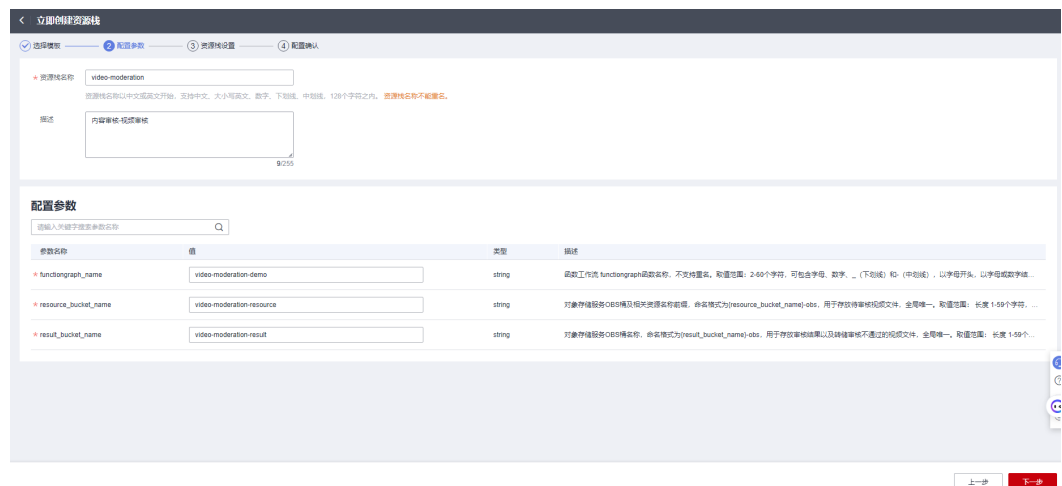 立即创建资源栈
选择模板 2 配置参数 3 资源栈设置 4 配置确认
* 资源栈名称 video-moderation
资源栈名称以中文或英文开始，支持中文、大小写英文、数字、下划线、中划线，128个字符之内。 资源栈名称不能重名。
描述 内容审核-视频审核
9/255
配置参数
请输入关键字搜索参数名称
参数名称 值 类型 描述
* functiongraph_name video-moderation-demo string 函数工作流 functiongraph函数名称，不支持重名。取值范围：2-60个字符，可包含字母、数字、_（下划线）和-（中划线），以字母开头，以字母或数字结...
* resource_bucket_name video-moderation-resource string 对象存储服务OBS桶及相关资源名称前缀，命名格式为{resource_bucket_name}-obs，用于存放待审核视频文件，全局唯一。取值范围： 长度 1-59个字符，...
* result_bucket_name video-moderation-result string 对象存储服务OBS桶名称，命名格式为{result_bucket_name}-obs，用于存放审核结果以及转储审核不通过的视频文件，全局唯一。取值范围： 长度 1-59个...
上一步 下一步